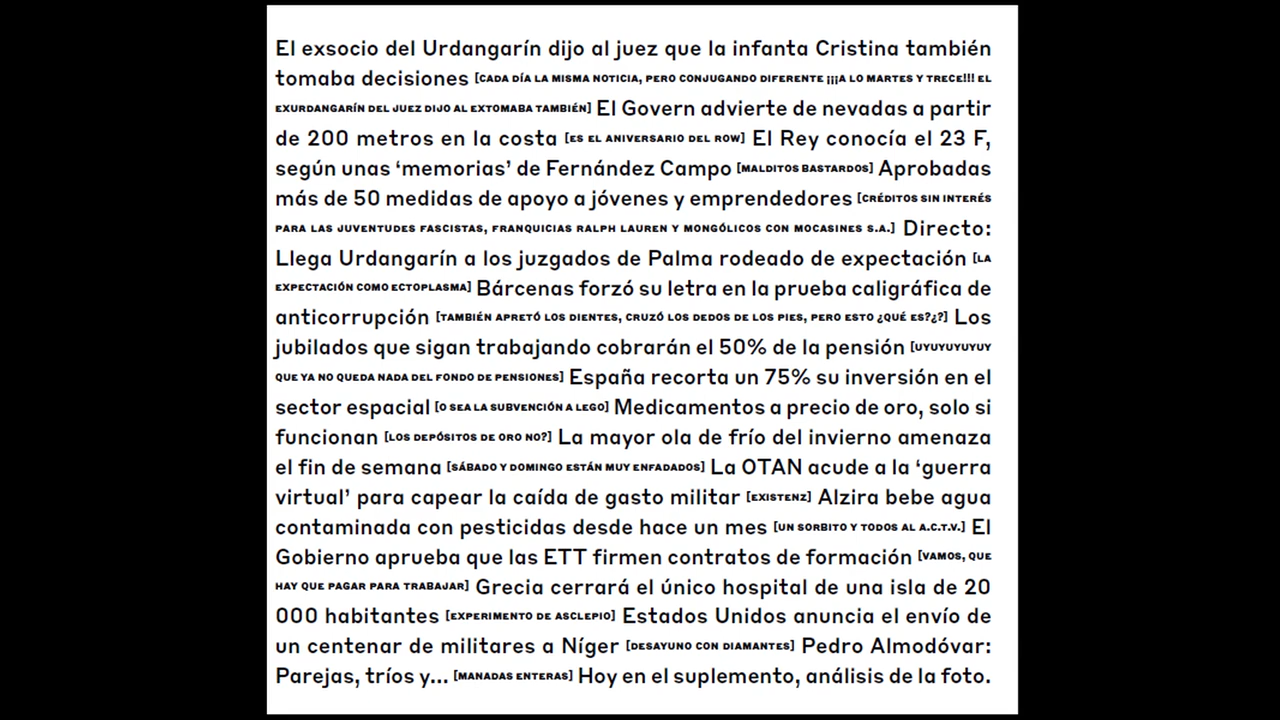 El exsocio del Urdangarín dijo al juez que la infanta Cristina también
tomaba decisiones [CADA DÍA LA MISMA NOTICIA, PERO CONJUGANDO DIFERENTE ¡¡¡A LO MARTES Y TRECE!!! EL
EXURDANGARÍN DEL JUEZ DIJO AL EXTOMABA TAMBIÉN] El Govern advierte de nevadas a partir
de 200 metros en la costa [ES EL ANIVERSARIO DEL ROW] El Rey conocía el 23 F,
según unas ‘memorias’ de Fernández Campo [MALDITOS BASTARDOS] Aprobadas
más de 50 medidas de apoyo a jóvenes y emprendedores [CRÉDITOS SIN INTERÉS
PARA LAS JUVENTUDES FASCISTAS, FRANQUICIAS RALPH LAUREN Y MONGÓLICOS CON MOCASINES S.A.] Directo:
Llega Urdangarín a los juzgados de Palma rodeado de expectación [LA
EXPECTACIÓN COMO ECTOPLASMA] Bárcenas forzó su letra en la prueba caligráfica de
anticorrupción [TAMBIÉN APRETÓ LOS DIENTES, CRUZÓ LOS DEDOS DE LOS PIES, PERO ESTO ¿QUÉ ES?¿?] Los
jubilados que sigan trabajando cobrarán el 50% de la pensión [UYUYUYUYUY
QUE YA NO QUEDA NADA DEL FONDO DE PENSIONES] España recorta un 75% su inversión en el
sector espacial [O SEA LA SUBVENCIÓN A LEGO] Medicamentos a precio de oro, solo si
funcionan [LOS DEPÓSITOS DE ORO NO?] La mayor ola de frío del invierno amenaza
el fin de semana [SÁBADO Y DOMINGO ESTÁN MUY ENFADADOS] La OTAN acude a la ‘guerra
virtual’ para capear la caída de gasto militar [EXISTENZ] Alzira bebe agua
contaminada con pesticidas desde hace un mes [UN SORBITO Y TODOS AL A.C.T.V.] El
Gobierno aprueba que las ETT firmen contratos de formación [VAMOS, QUE
HAY QUE PAGAR PARA TRABAJAR] Grecia cerrará el único hospital de una isla de 20
000 habitantes [EXPERIMENTO DE ASCLEPIO] Estados Unidos anuncia el envío de
un centenar de militares a Níger [DESAYUNO CON DIAMANTES] Pedro Almodóvar:
Parejas, tríos y... [MANADAS ENTERAS] Hoy en el suplemento, análisis de la foto.